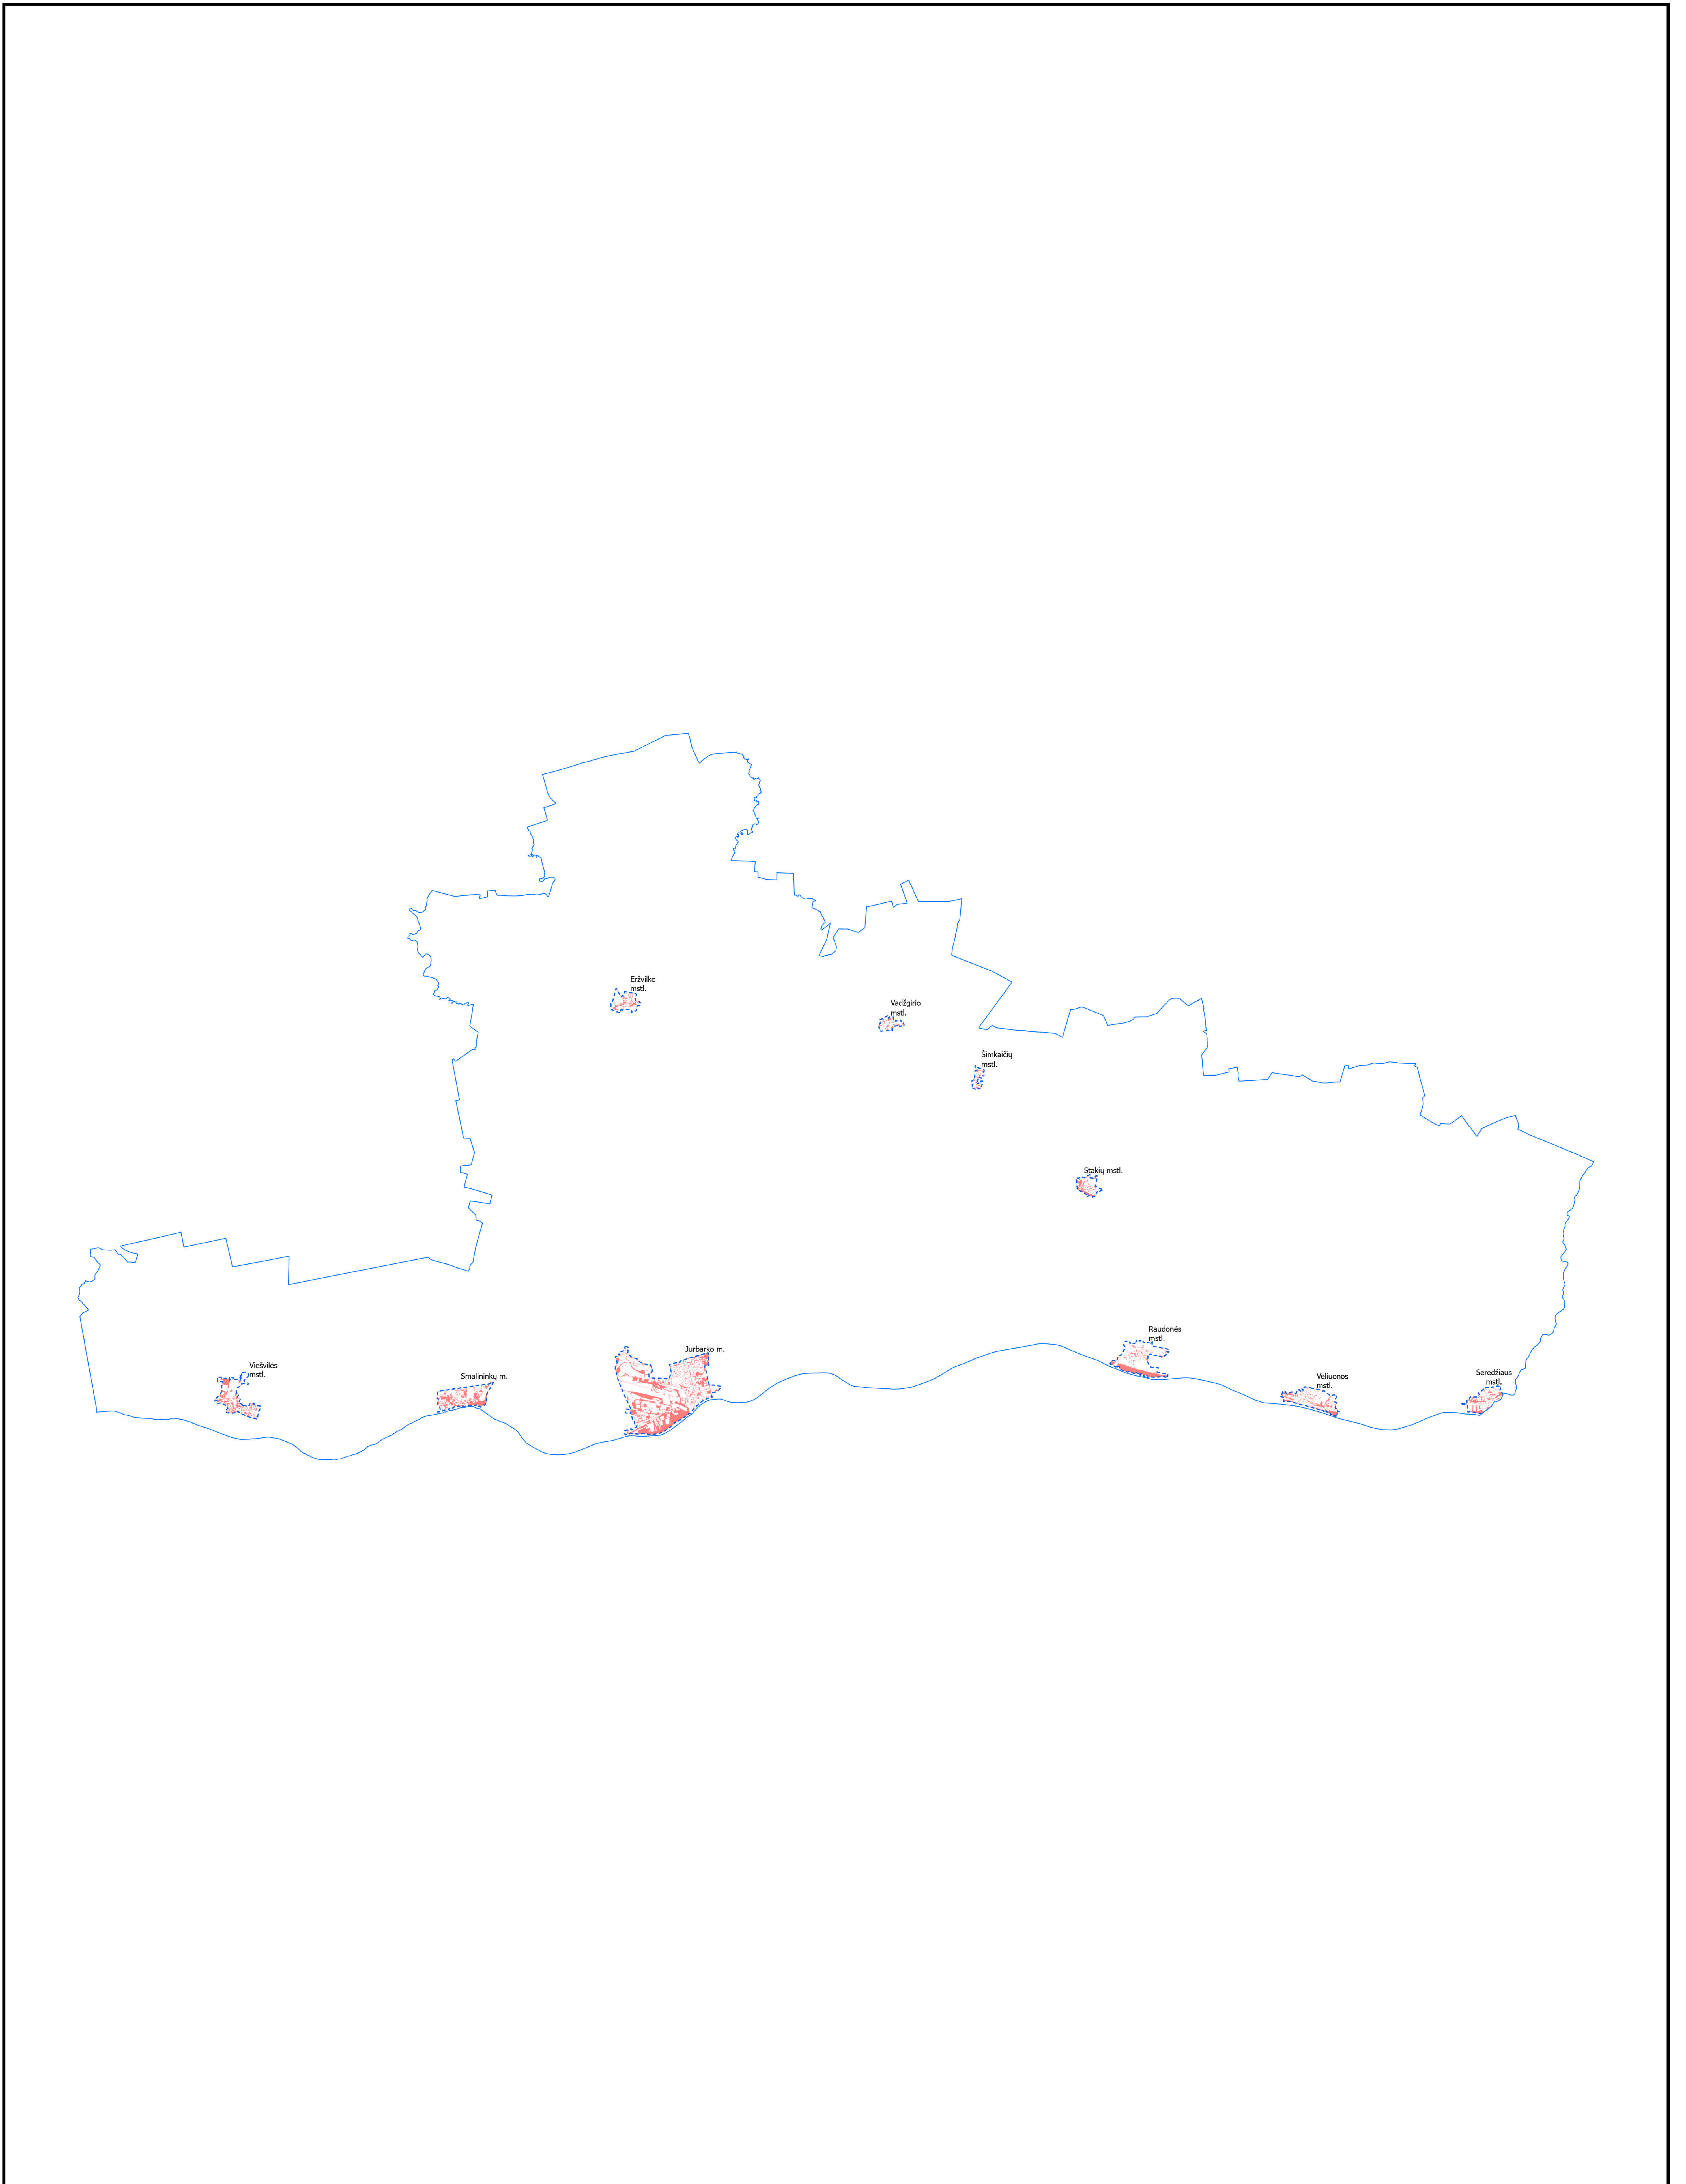 Eržvilko
mstl.
Vadžgirio
mstl.
Šimkaičių
mstl.
Stakių mstl.
Raudonės
mstl.
Jurbarko m.
Viešvilės
mstl.
Smalininkų m.
Veliuonos
mstl.
Seredžiaus
mstl.